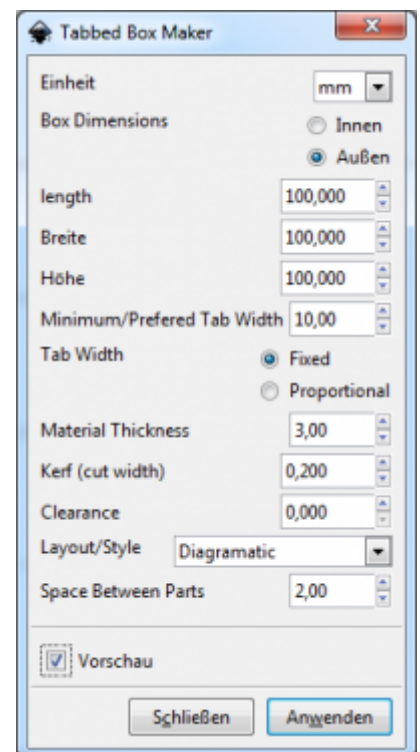 Tabbed Box Maker
Einheit mm
Box Dimensions Innen
Außen
length 100,000
Breite 100,000
Höhe 100,000
Minimum/Prefered Tab Width 10,00
Tab Width Fixed
Proportional
Material Thickness 3,00
Kerf (cut width) 0,200
Clearance 0,000
Layout/Style Diagramatic
Space Between Parts 2,00
Vorschau
Schließen Anwenden